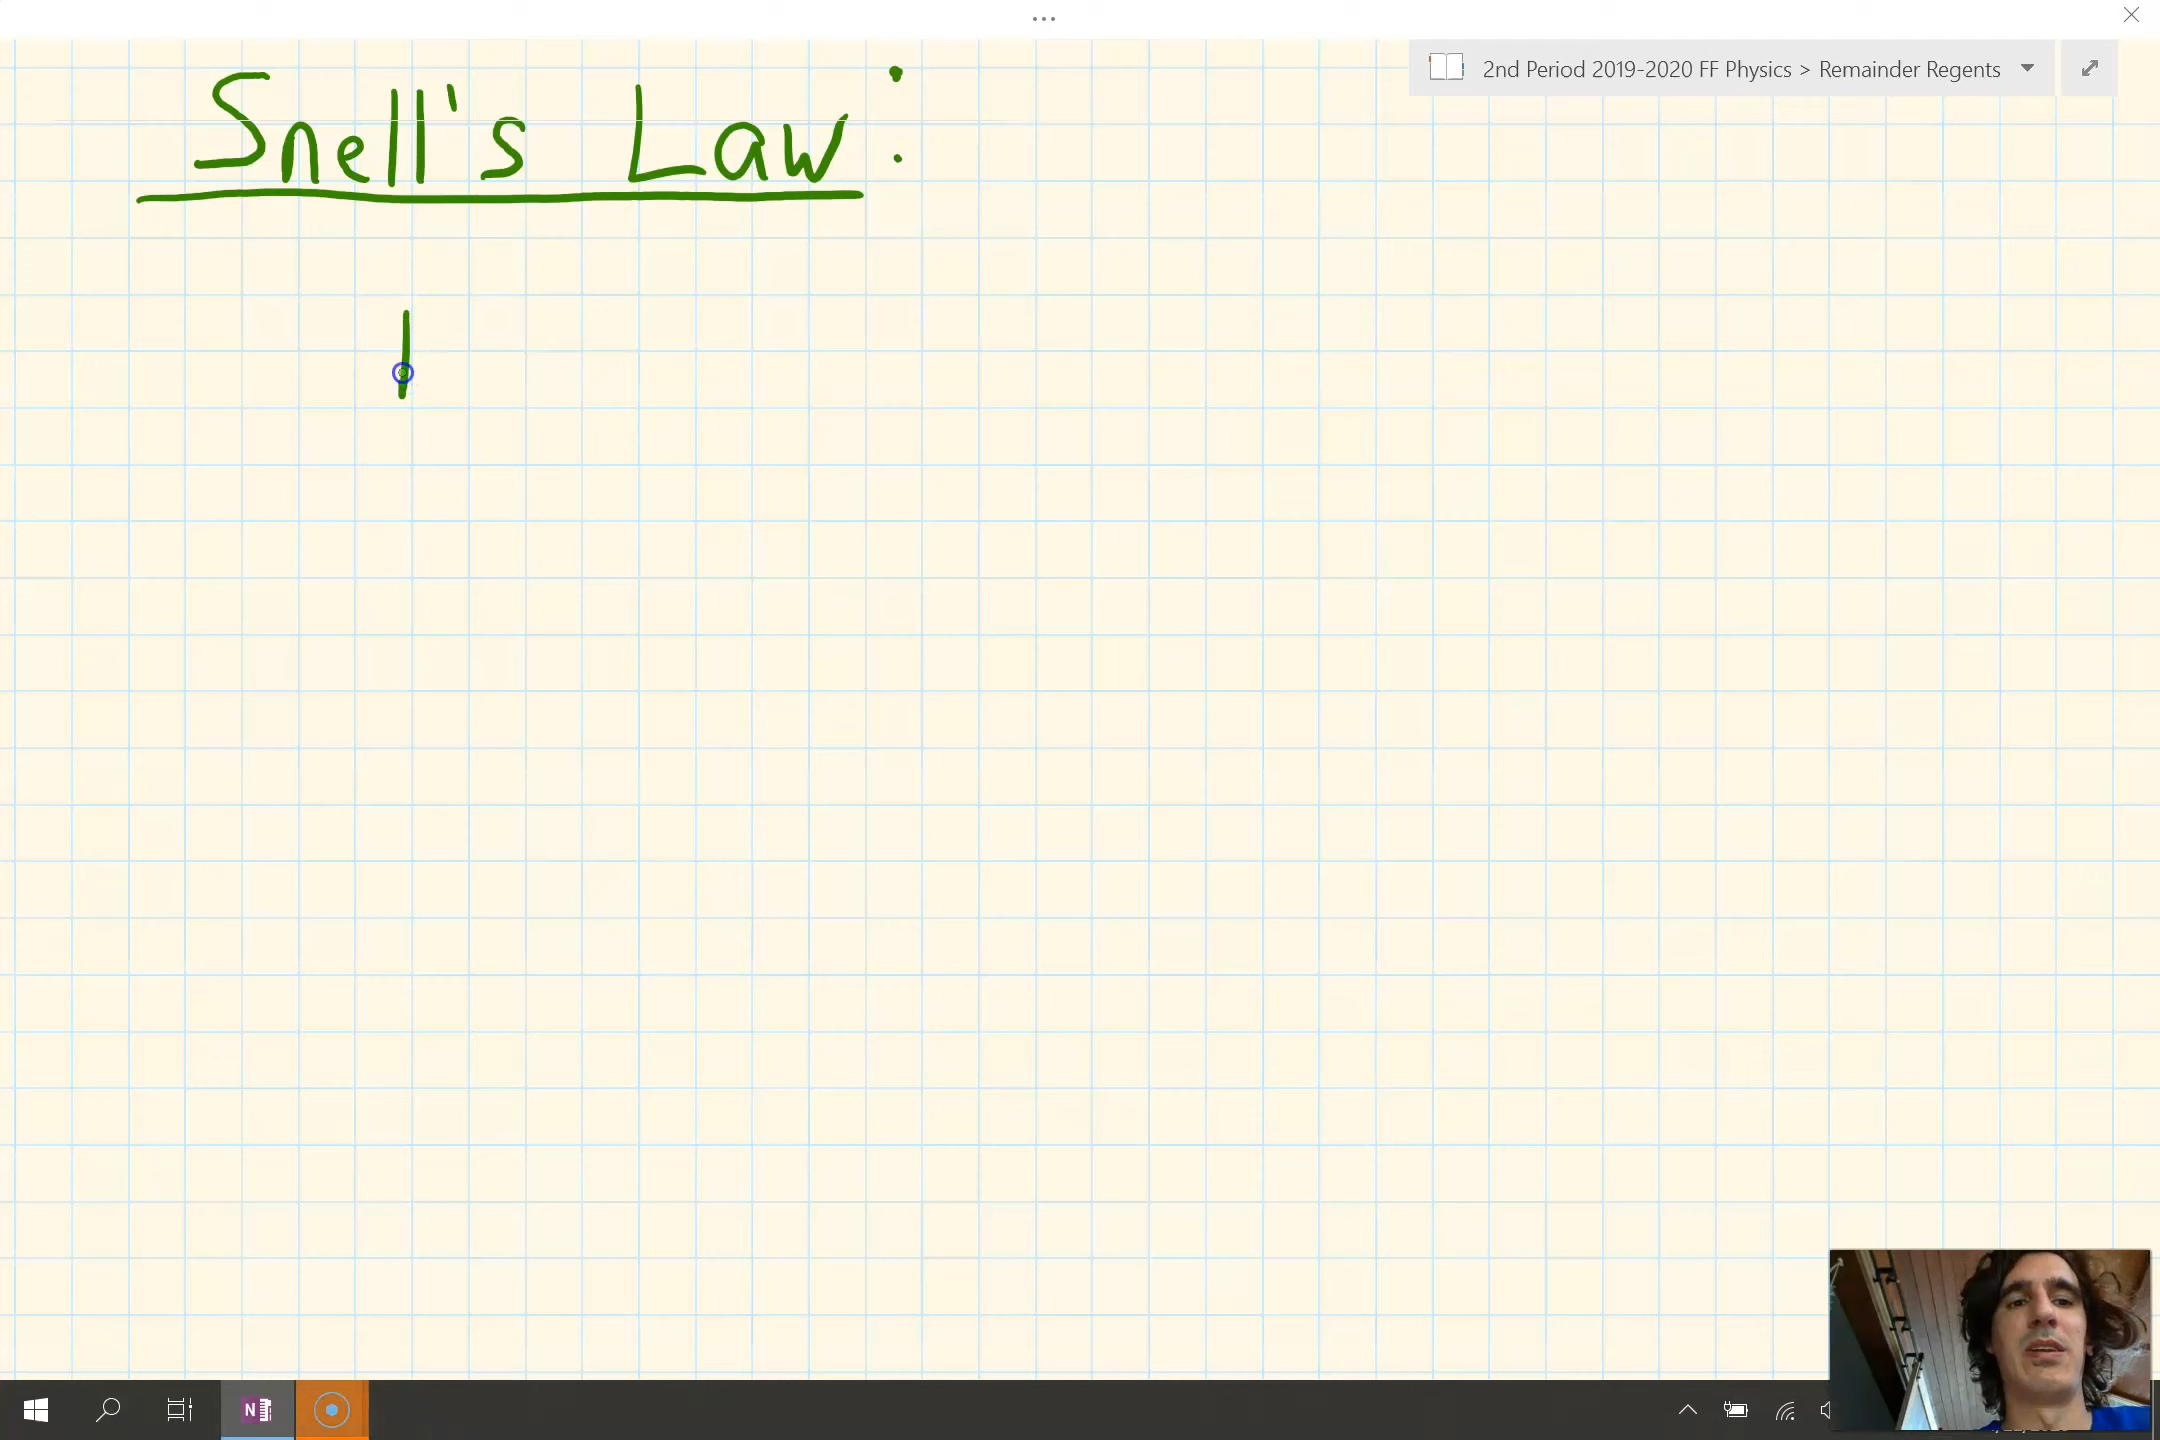 ...
2nd Period 2019-2020 FF Physics > Remainder Regents
Snell's Law:
N